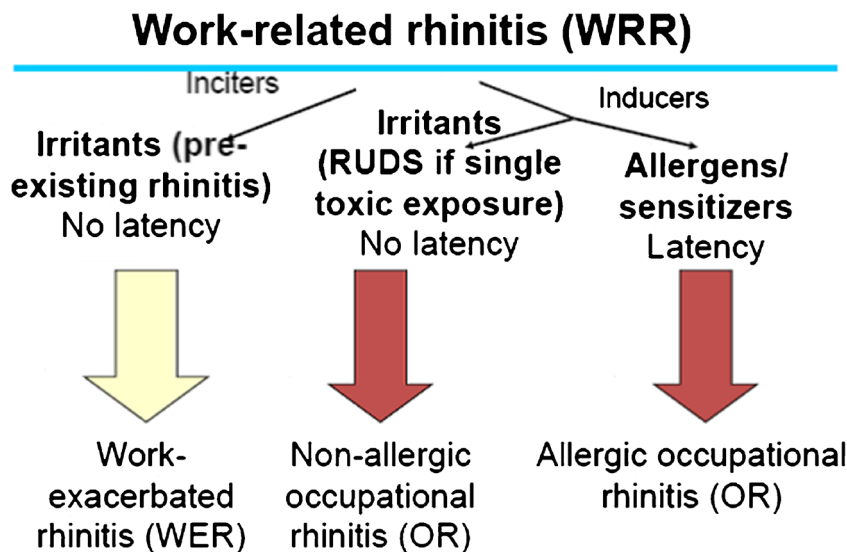 Work-related rhinitis (WRR)
Inciters
Inducers
Irritants (pre-
existing rhinitis)
No latency
Irritants
(RUDS if single
toxic exposure)
No latency
Allergens/
sensitizers
Latency
Work-
exacerbated
rhinitis (WER)
Non-allergic
occupational
rhinitis (OR)
Allergic occupational
rhinitis (OR)